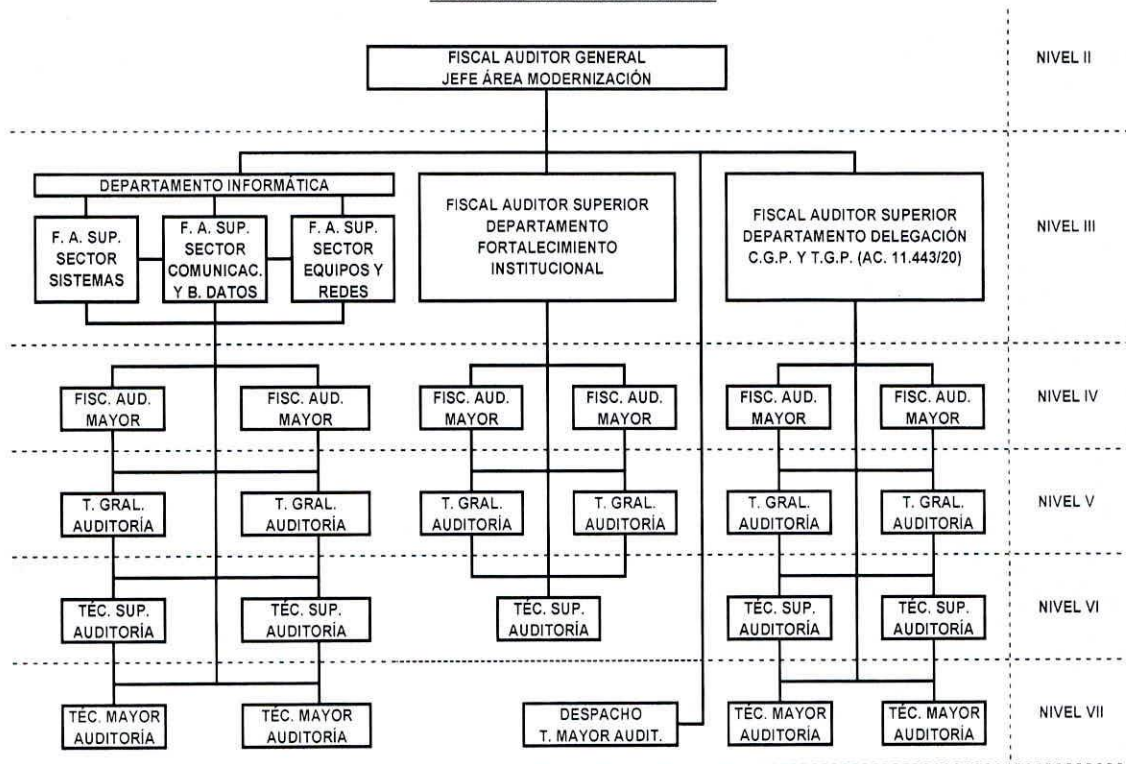 FISCAL AUDITOR GENERAL
JEFE ÁREA MODERNIZACIÓN
NIVEL II
DEPARTAMENTO INFORMÁTICA
F. A. SUP.
SECTOR
SISTEMAS
F. A. SUP.
SECTOR
COMUNICAC.
Y B. DATOS
F. A. SUP.
SECTOR
EQUIPOS Y
REDES
FISCAL AUDITOR SUPERIOR
DEPARTAMENTO
FORTALECIMIENTO
INSTITUCIONAL
FISCAL AUDITOR SUPERIOR
DEPARTAMENTO DELEGACIÓN
C.G.P. Y T.G.P. (AC. 11.443/20)
NIVEL III
FISC. AUD.
MAYOR
FISC. AUD.
MAYOR
FISC. AUD.
MAYOR
FISC. AUD.
MAYOR
FISC. AUD.
MAYOR
FISC. AUD.
MAYOR
NIVEL IV
T. GRAL.
AUDITORÍA
T. GRAL.
AUDITORÍA
T. GRAL.
AUDITORÍA
T. GRAL.
AUDITORÍA
T. GRAL.
AUDITORÍA
T. GRAL.
AUDITORÍA
NIVEL V
TÉC. SUP.
AUDITORÍA
TÉC. SUP.
AUDITORÍA
TÉC. SUP.
AUDITORÍA
TÉC. SUP.
AUDITORÍA
TÉC. SUP.
AUDITORÍA
NIVEL VI
TÉC. MAYOR
AUDITORÍA
TÉC. MAYOR
AUDITORÍA
DESPACHO
T. MAYOR AUDIT.
TÉC. MAYOR
AUDITORÍA
TÉC. MAYOR
AUDITORÍA
NIVEL VII